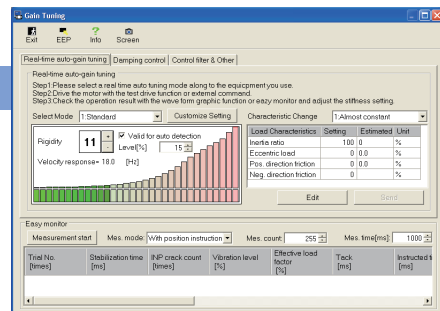 Gain Tuning
Exit EEP Info Screen
Real-time auto-gain tuning Damping control Control filter & Other
Real-time auto-gain tuning
Step1:Please select a real time auto tuning mode along to the equicpment you use.
Step2:Drive the motor with the test drive function or external command.
Step3:Check the operation result with the wave form graphic function or eazy monitor and adjust the stiffness setting.
Select Mode 1:Standard Customize Setting Characteristic Change 1:Almost constant
Rigidity 11 Valid for auto detection
Level[%] 15
Velocity response= 18.0 [Hz]
Load Characteristics Setting Estimated Unit
Inertia ratio 100 0 %
Eccentric load 0 0.0 %
Pos. direction friction 0 0.0 %
Neg. direction friction 0 %
Edit Send
Easy monitor
Measurement start Mes. mode: With position instruction Mes. count: 255 Mes. time[ms]: 1000
Trial No. [times] Stabilization time [ms] INP crack count [times] Vibration level [%] Effective load factor [%] Tack [ms] Instructed t [ms]